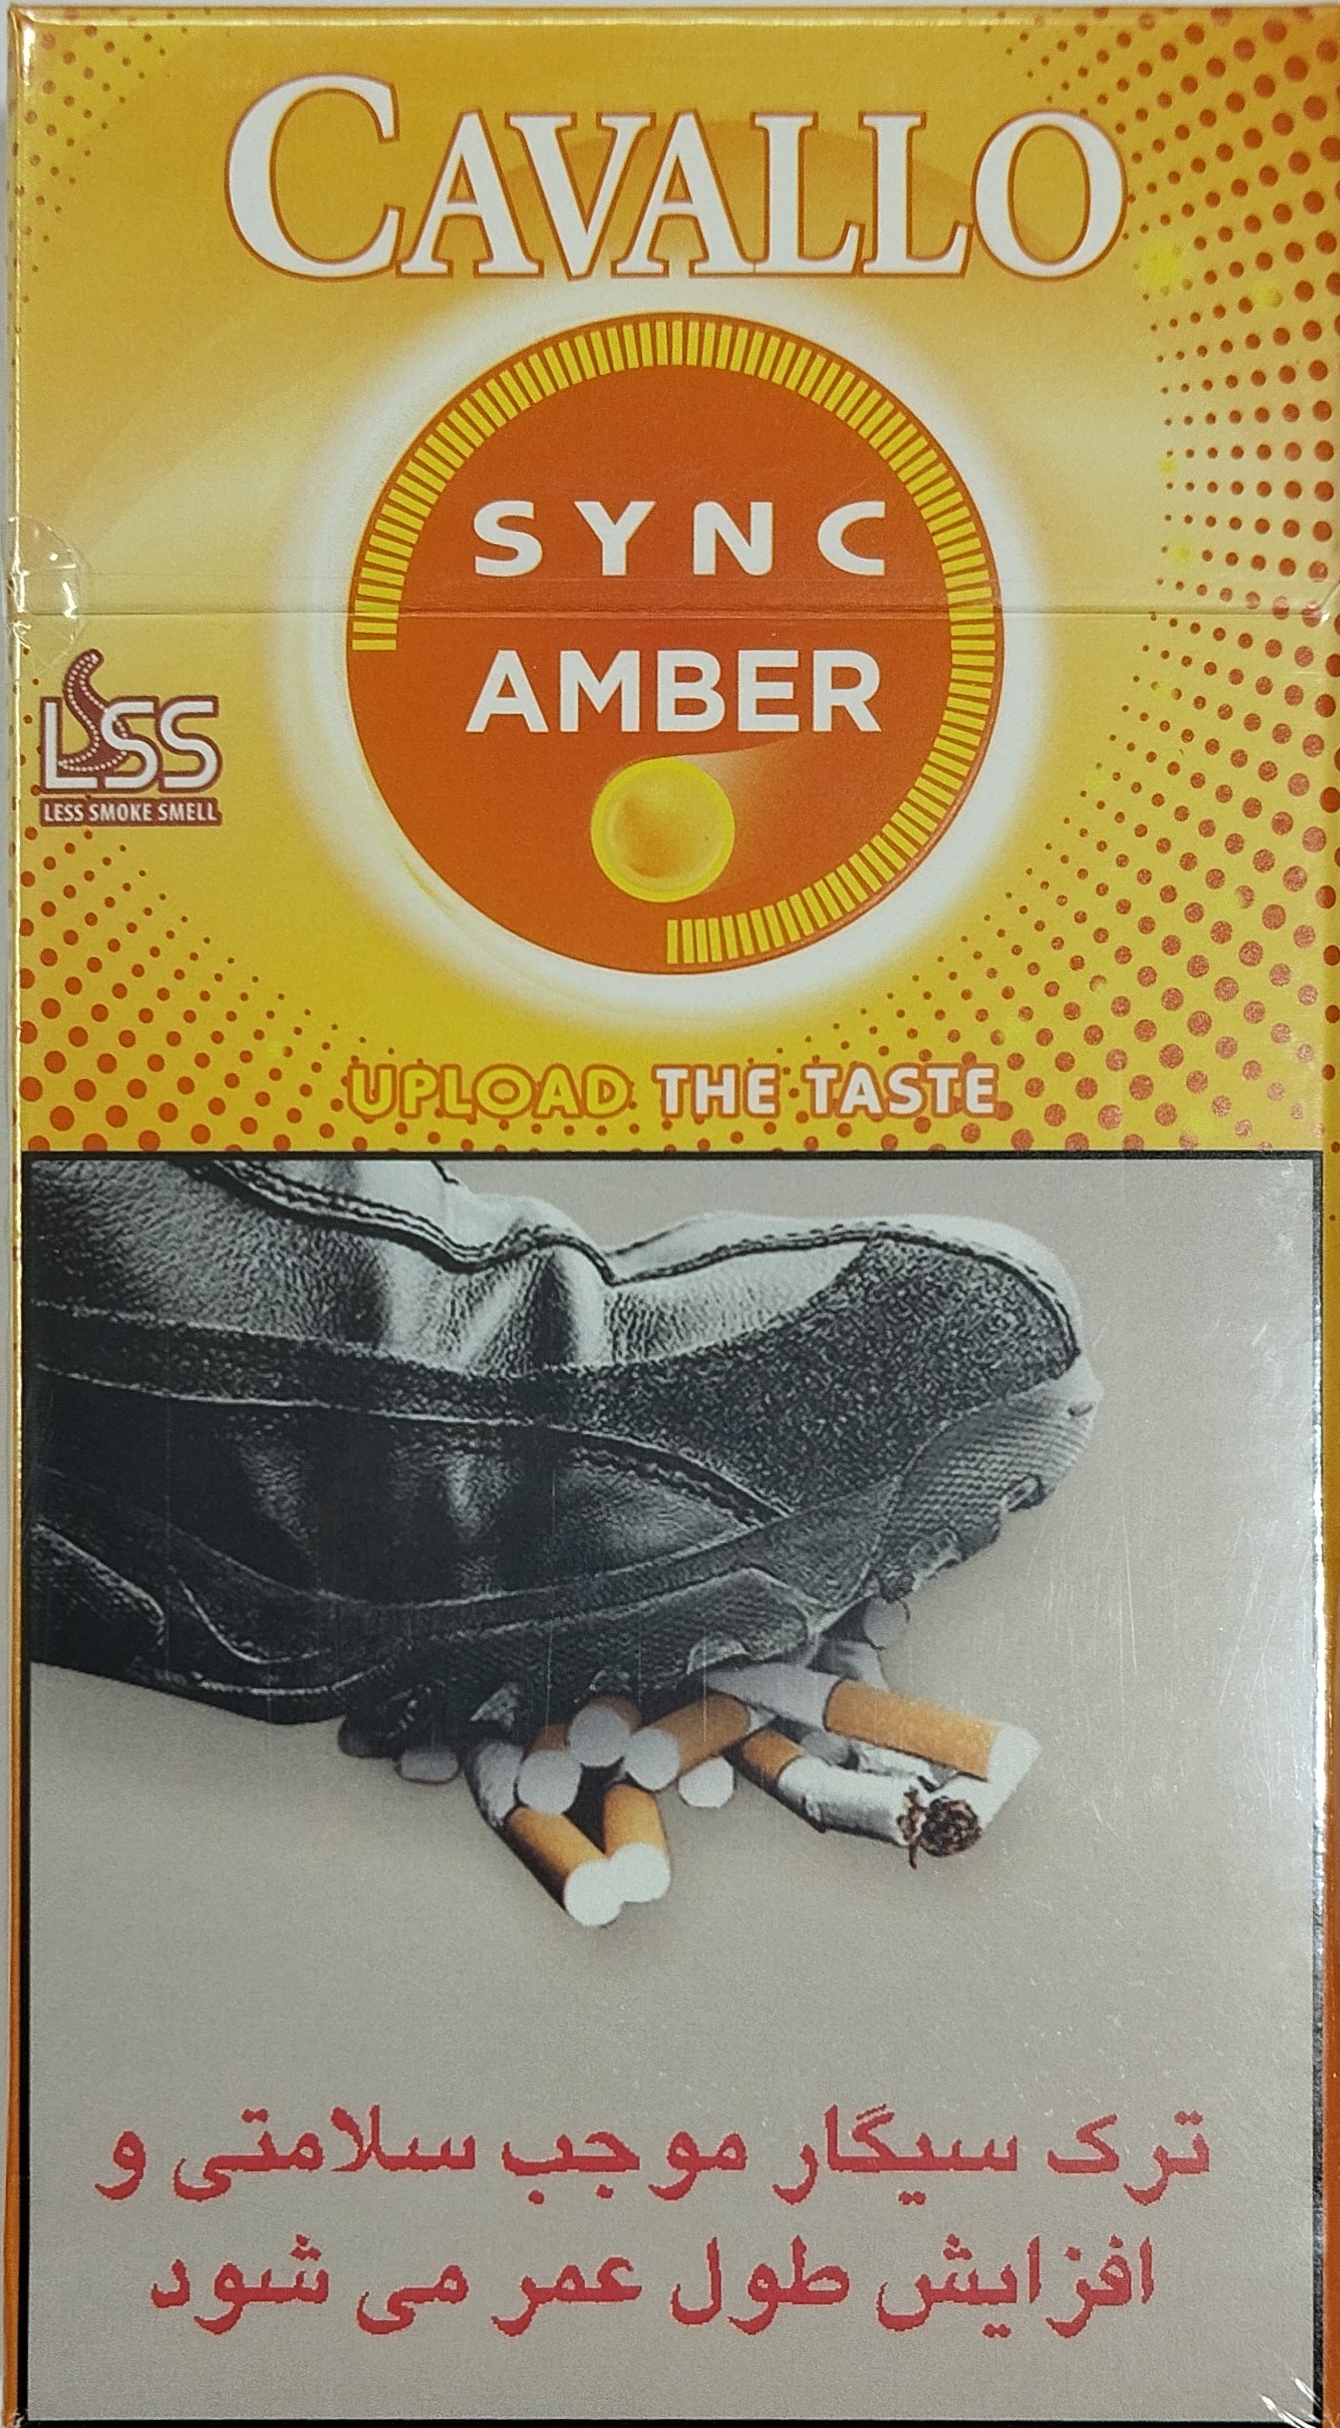 CAVALLO
SYNC
AMBER
LSS
LESS SMOKE SMELL
UPLOAD THE TASTE
ترک سیگار موجب سلامتی و
افزایش طول عمر می شود